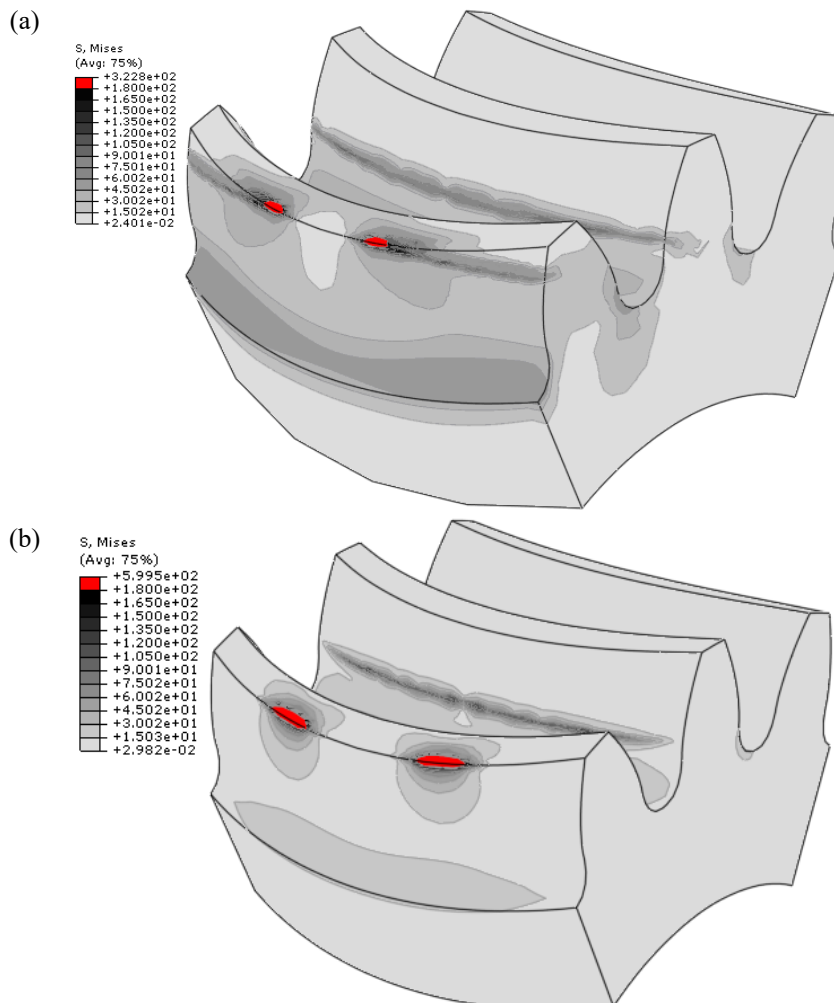 (a)
S, Mises
(Avg: 75%)
+3.228e+02
+1.800e+02
+1.650e+02
+1.500e+02
+1.350e+02
+1.200e+02
+1.050e+02
+9.001e+01
+7.501e+01
+6.002e+01
+4.502e+01
+3.002e+01
+1.502e+01
+2.401e-02
(b)
S, Mises
(Avg: 75%)
+5.995e+02
+1.800e+02
+1.650e+02
+1.500e+02
+1.350e+02
+1.200e+02
+1.050e+02
+9.001e+01
+7.502e+01
+6.002e+01
+4.502e+01
+3.002e+01
+1.503e+01
+2.982e-02